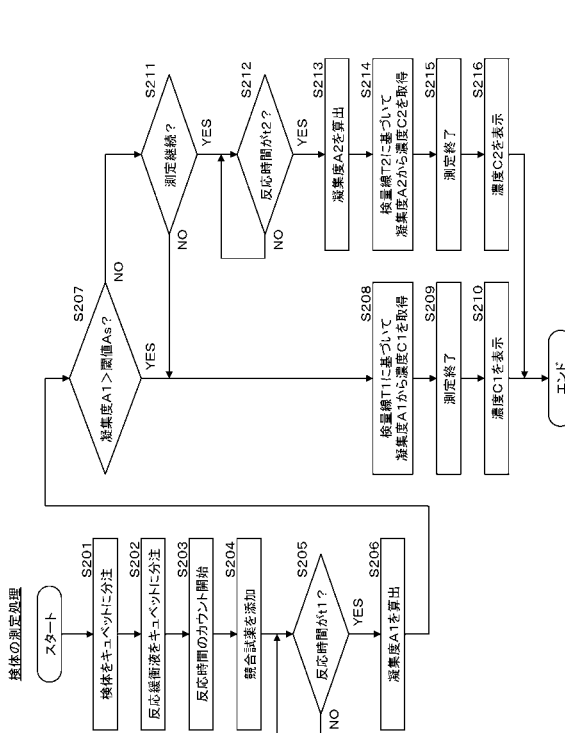 検体の測定処理
スタート
S201
検体をキュベットに分注
S202
反応緩衝液をキュベットに分注
S203
反応時間のカウント開始
S204
競合試薬を添加
S205
反応時間がt1?
NO
YES
S206
凝集度A1を算出
S207
凝集度A1>閾値As?
NO
YES
S208
検量線T1に基づいて
凝集度A1から濃度C1を取得
S209
測定終了
S210
濃度C1を表示
S211
測定継続?
NO
YES
S212
反応時間がt2?
NO
YES
S213
凝集度A2を算出
S214
検量線T2に基づいて
凝集度A2から濃度C2を取得
S215
測定終了
S216
濃度C2を表示
エンド